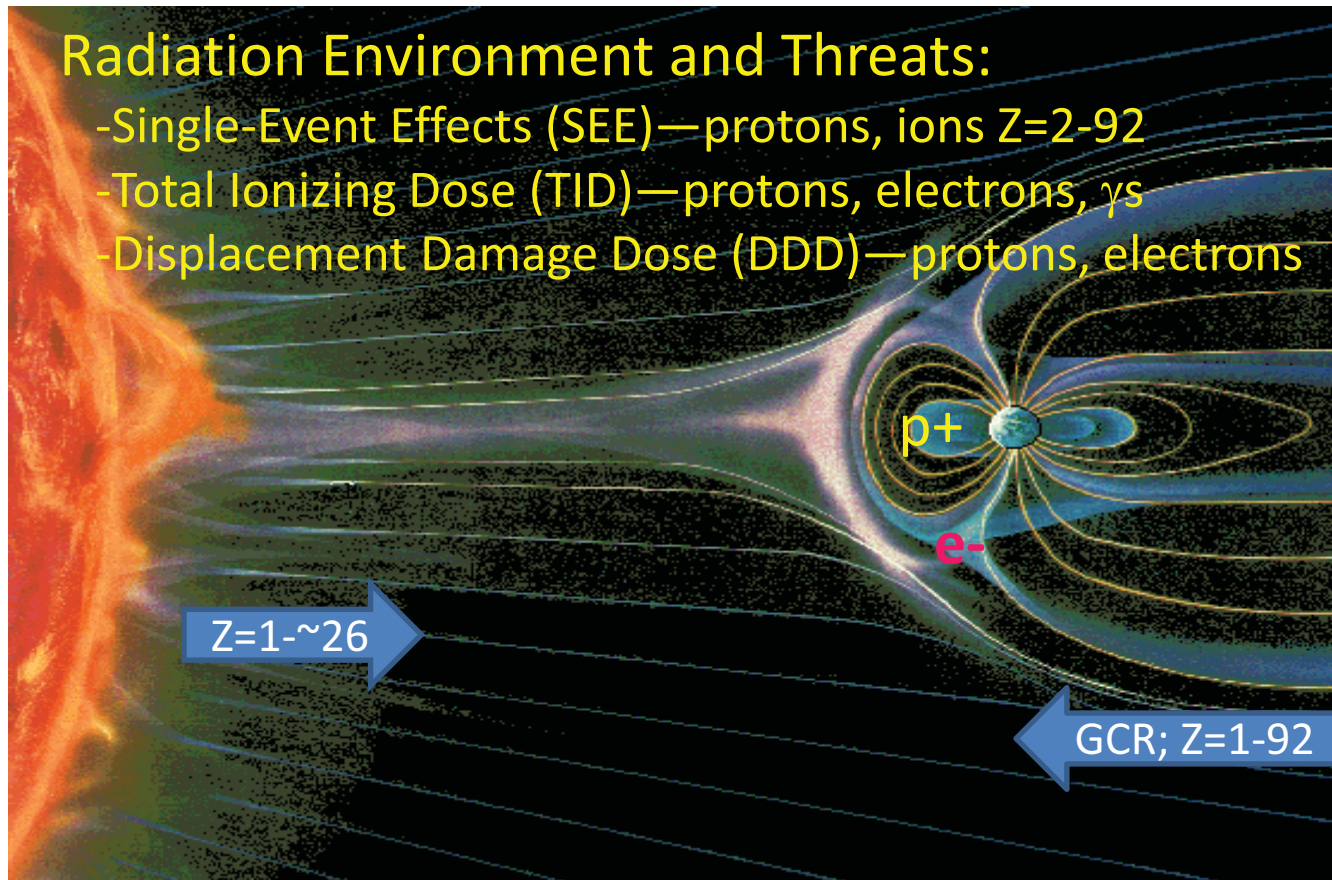 Radiation Environment and Threats:
-Single-Event Effects (SEE)—protons, ions Z=2-92
-Total Ionizing Dose (TID)—protons, electrons, γs
-Displacement Damage Dose (DDD)—protons, electrons
p+
e-
Z=1-~26
GCR; Z=1-92